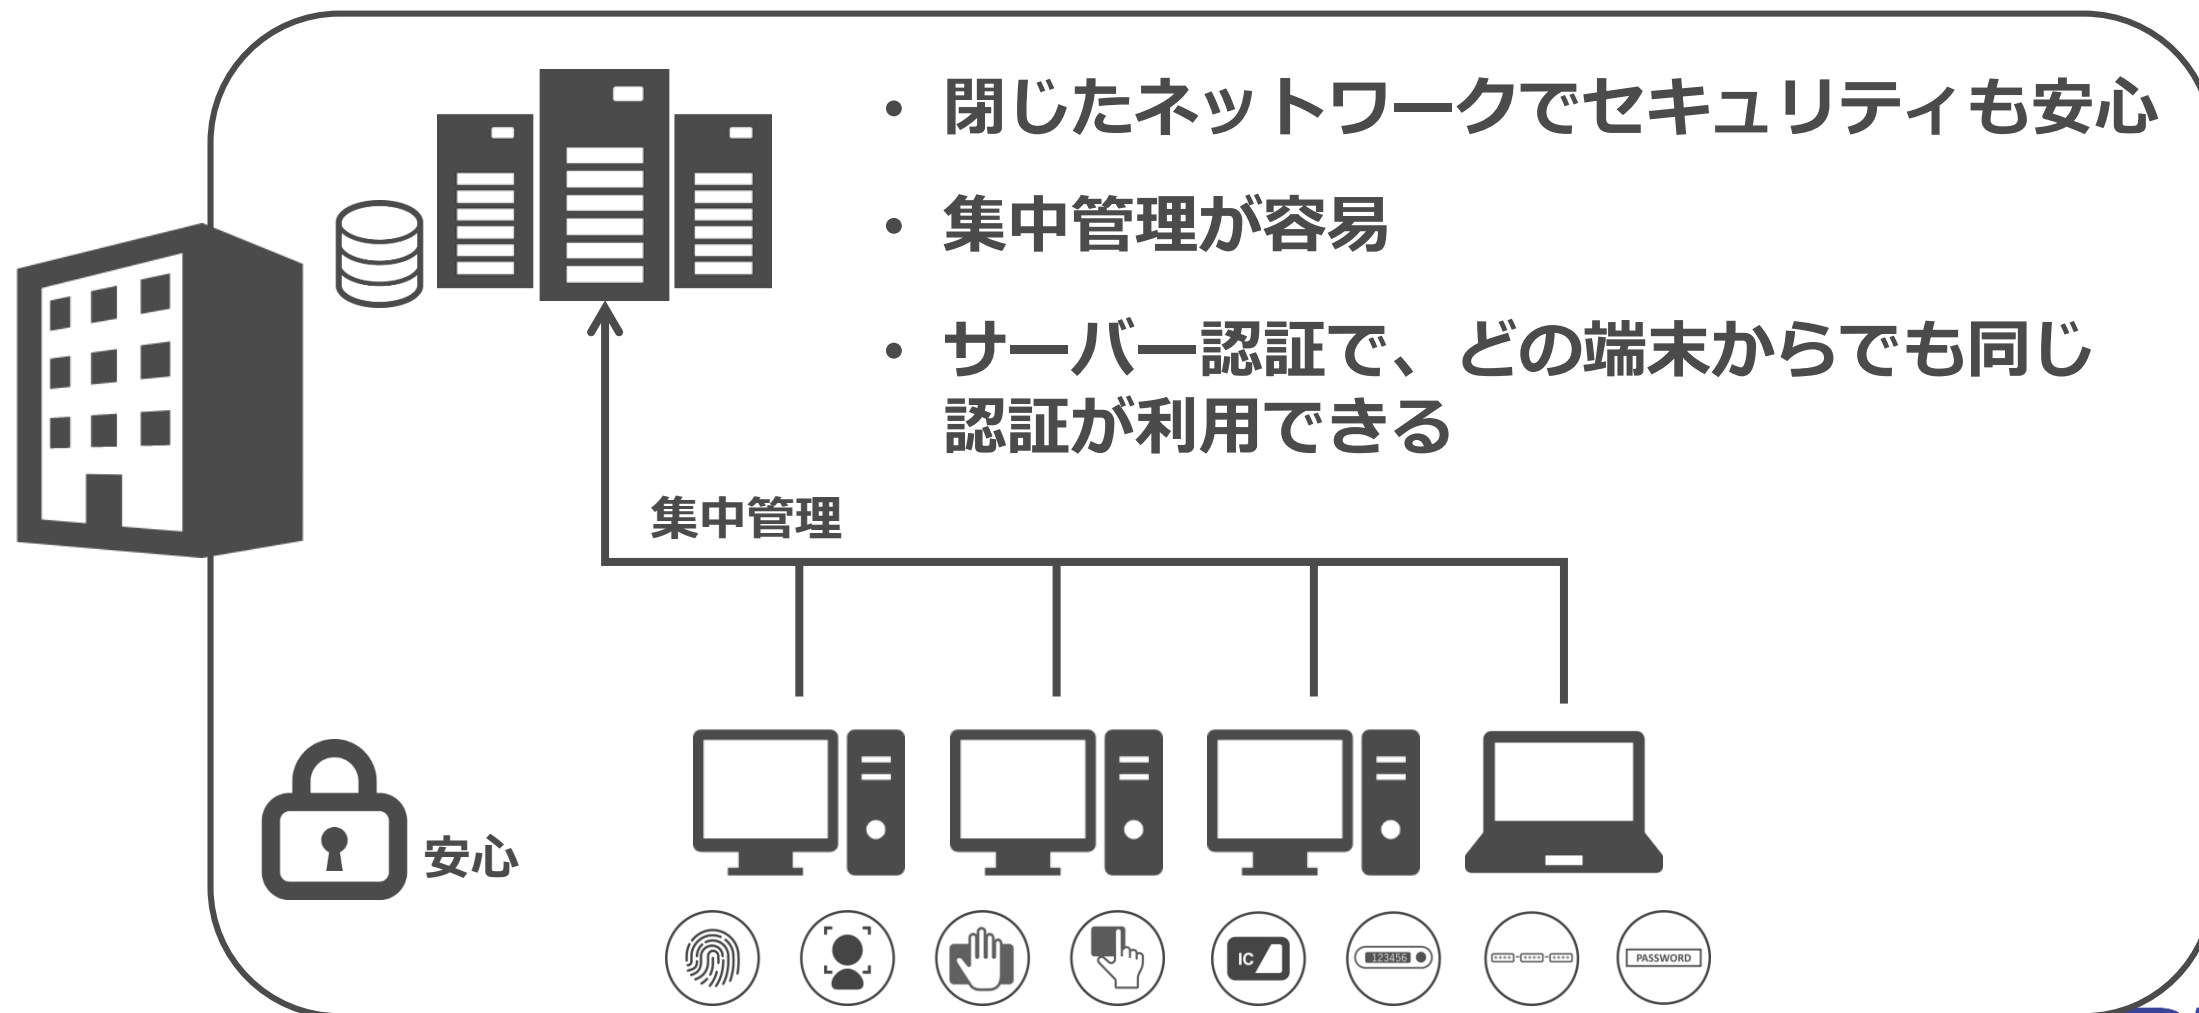 • 閉じたネットワークでセキュリティも安心
• 集中管理が容易
• サーバー認証で、どの端末からでも同じ
認証が利用できる
集中管理
安心
IC
123456
****-****-****
PASSWORD